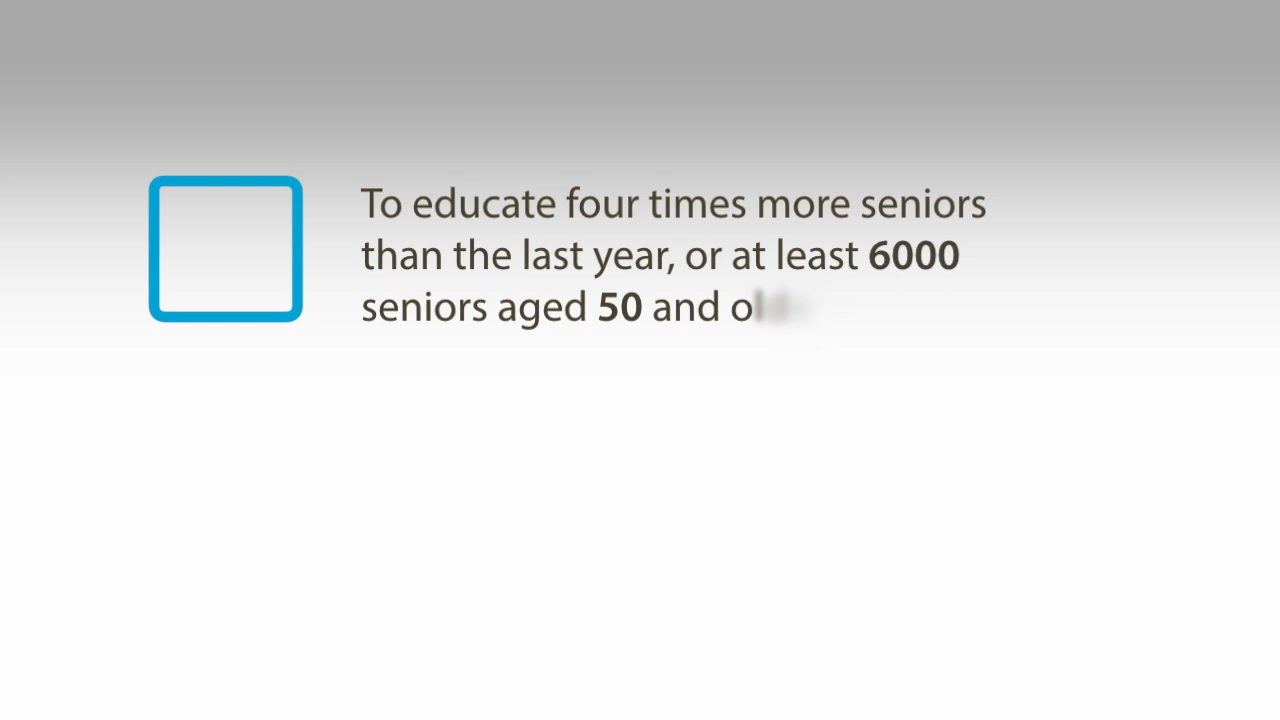 To educate four times more seniors
than the last year, or at least 6000
seniors aged 50 and